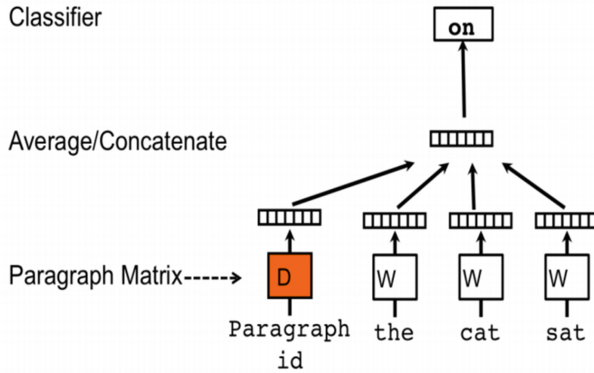 Classifier
on
Average/Concatenate
Paragraph Matrix
D
W
W
W
Paragraph
id
the
cat
sat